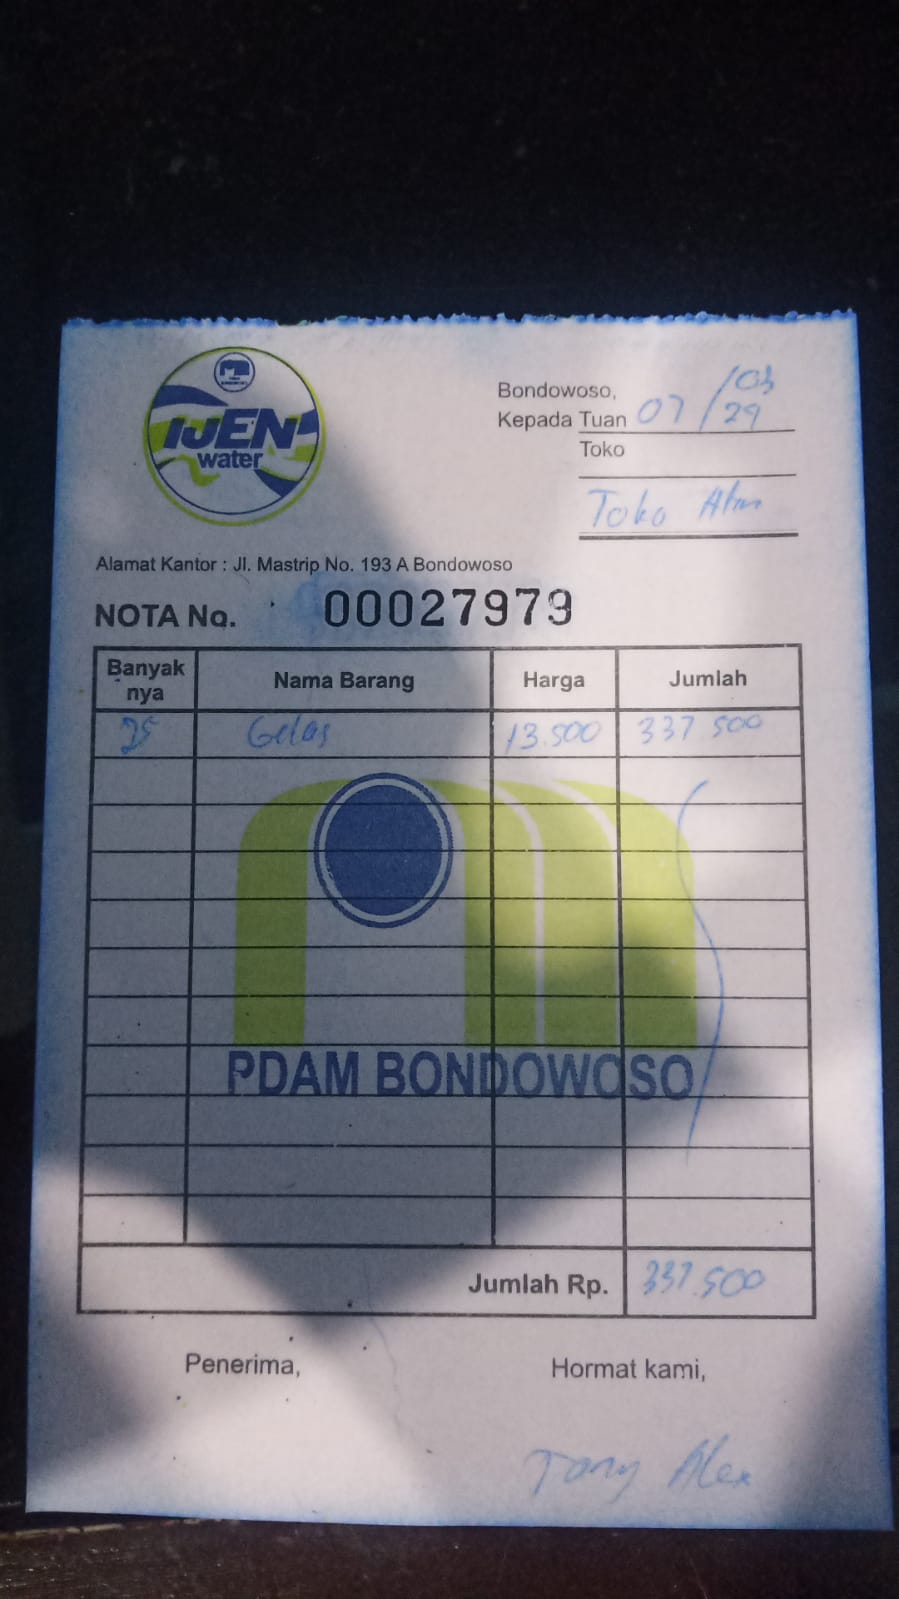 IJEN
water
Bondowoso,
Kepada Tuan 07/03/29
Toko
Toko Alm
Alamat Kantor : Jl. Mastrip No. 193 A Bondowoso
NOTA No. 00027979
Banyak nya Nama Barang Harga Jumlah
25 Gelas 13.500 337 500
PDAM BONDOWOSO
Jumlah Rp. 337.500
Penerima, Hormat kami,
Tony Alex